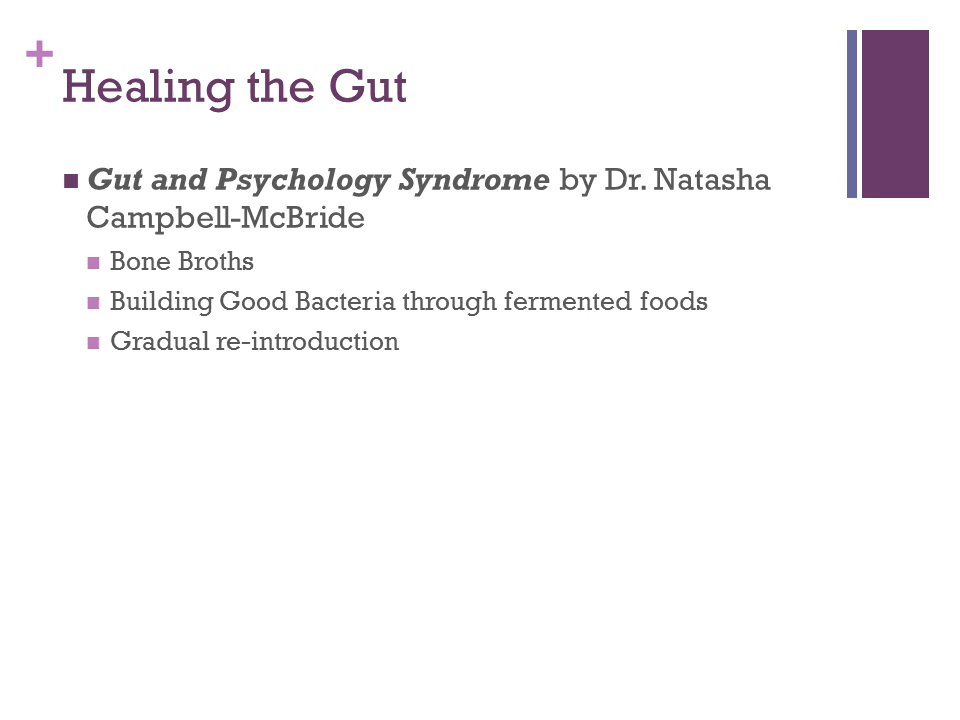 +
Healing the Gut
Gut and Psychology Syndrome by Dr. Natasha
Campbell-McBride
Bone Broths
Building Good Bacteria through fermented foods
Gradual re-introduction